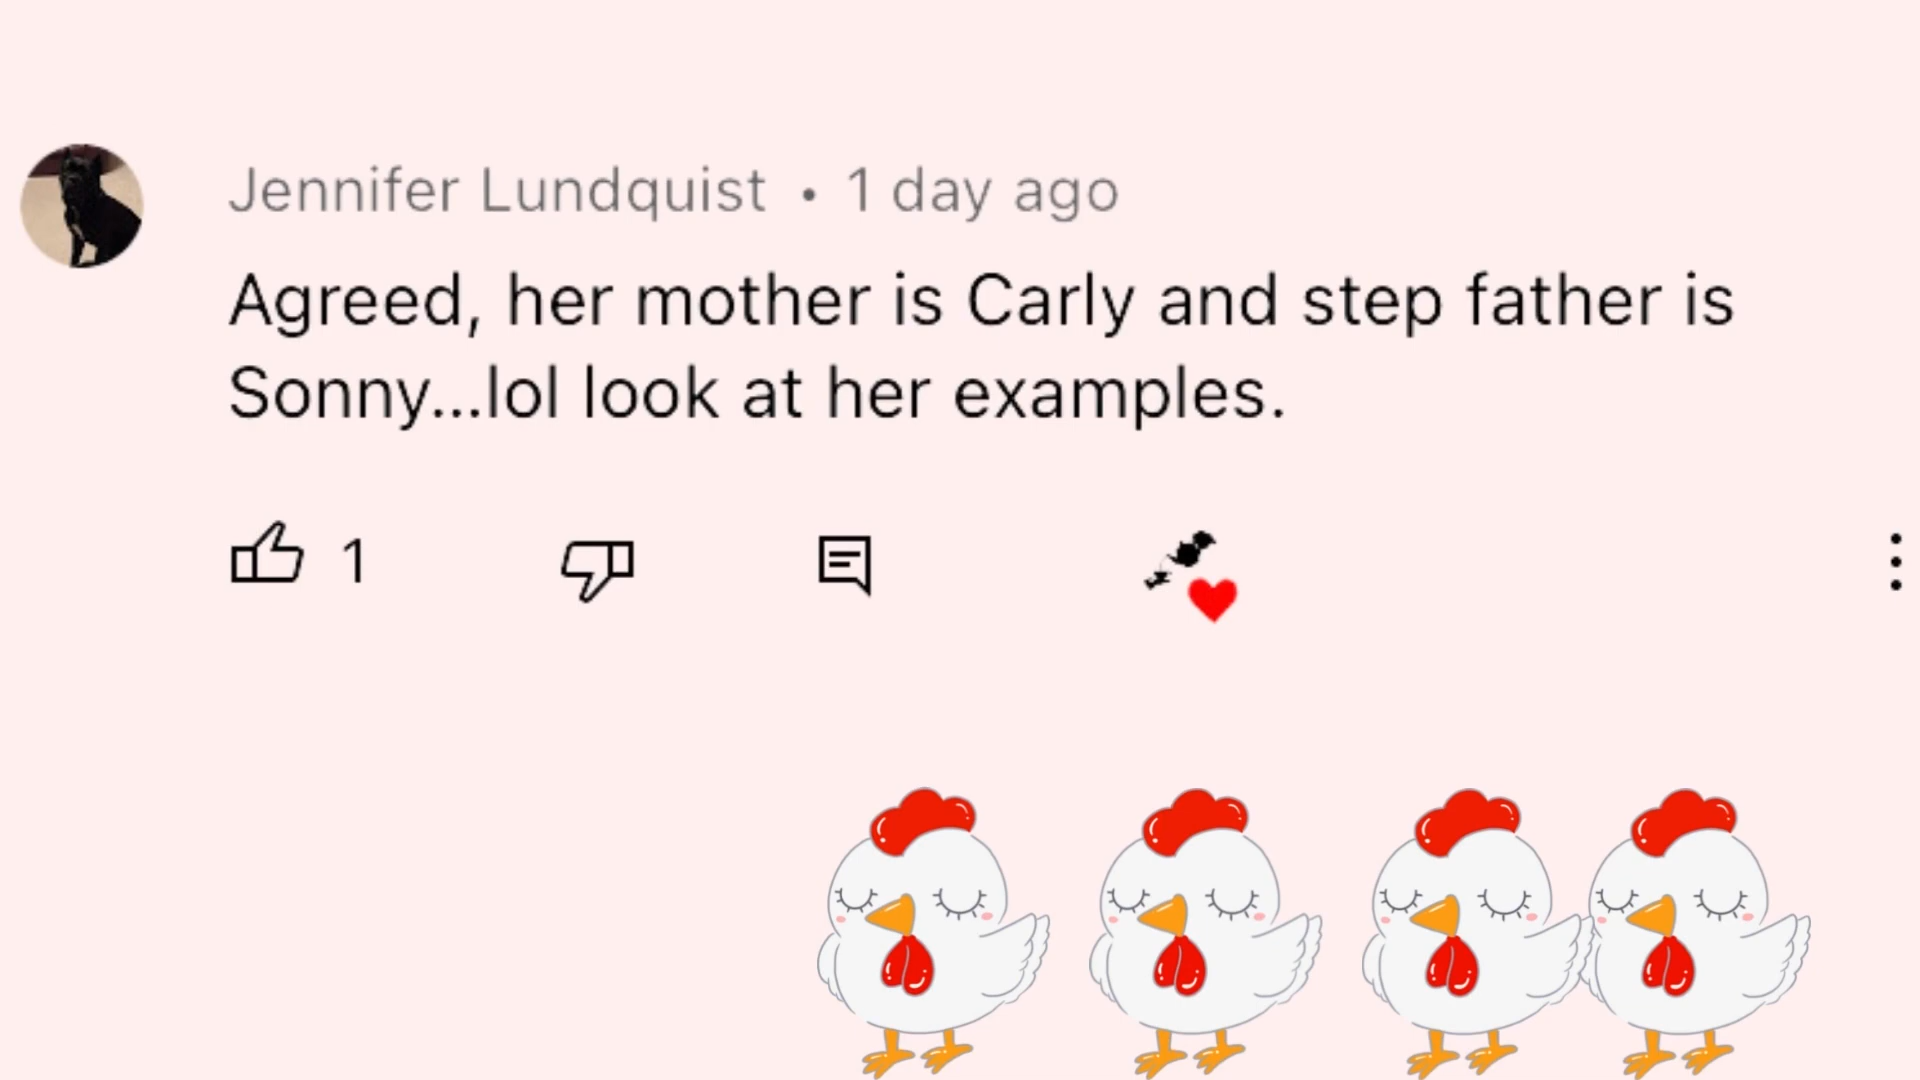 Jennifer Lundquist • 1 day ago
Agreed, her mother is Carly and step father is
Sonny...lol look at her examples.
1